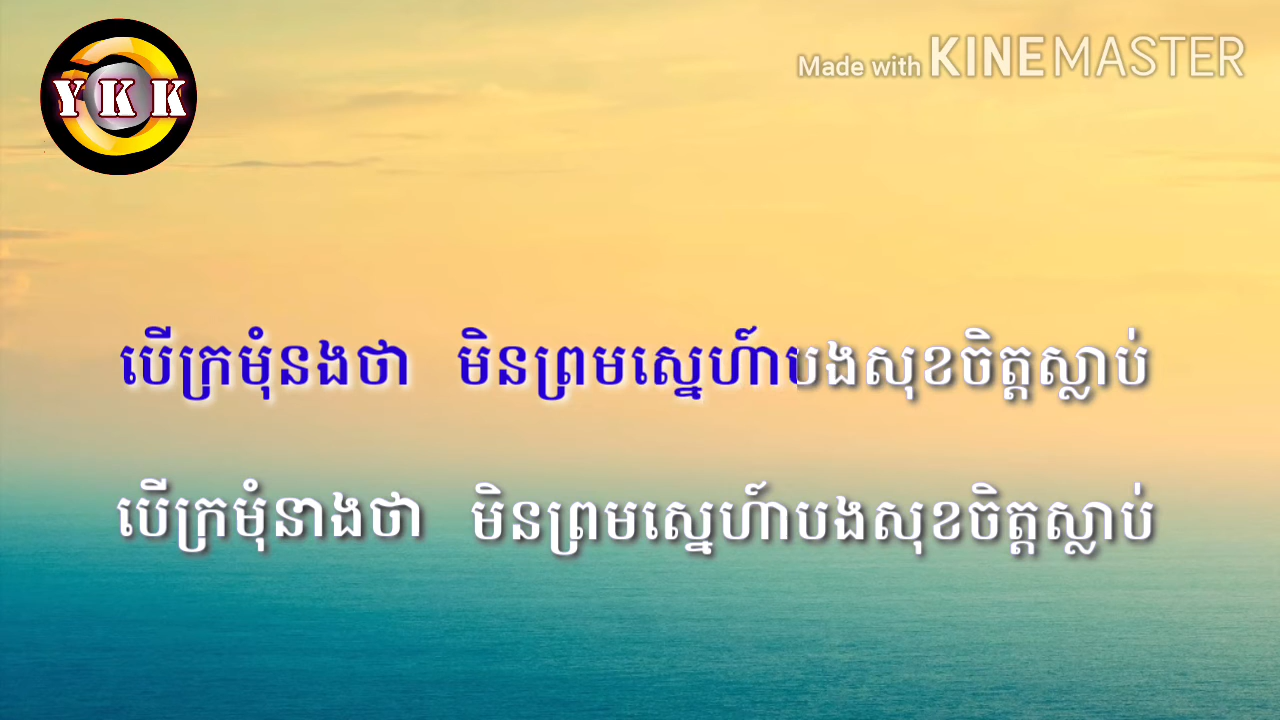 YKK
Made with KINEMASTER
បើក្រមុំនងថា មិនព្រមស្នេហ៍ាបងសុខចិត្តស្លាប់
បើក្រមុំនាងថា មិនព្រមស្នេហ៍ាបងសុខចិត្តស្លាប់